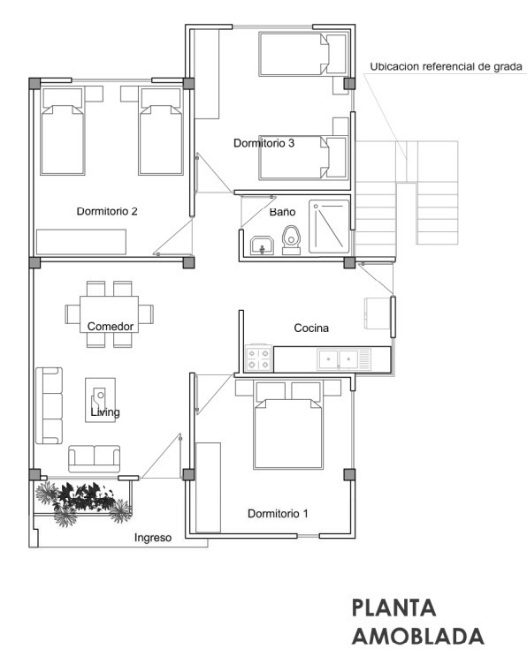 Ubicacion referencial de grada
Dormitorio 3
Dormitorio 2
Baño
Comedor
Cocina
Living
Dormitorio 1
Ingreso
PLANTA
AMOBLADA